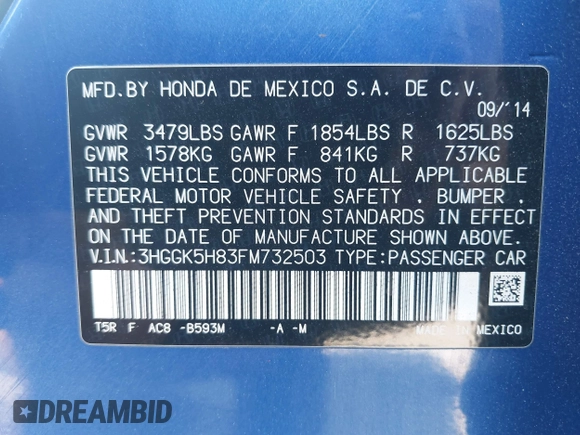 MFD.BY HONDA DE MEXICO S.A. DE C.V.
09/'14
GVWR 3479LBS GAWR F 1854LBS R 1625LBS
GVWR 1578KG GAWR F 841KG R 737KG
THIS VEHICLE CONFORMS TO ALL APPLICABLE
FEDERAL MOTOR VEHICLE SAFETY . BUMPER .
AND THEFT PREVENTION STANDARDS IN EFFECT
ON THE DATE OF MANUFACTURE SHOWN ABOVE.
V.I.N:3HGGK5H83FM732503 TYPE:PASSENGER CAR
T5R F AC8 -B593M -A -M MADE IN MEXICO
DREAMBID